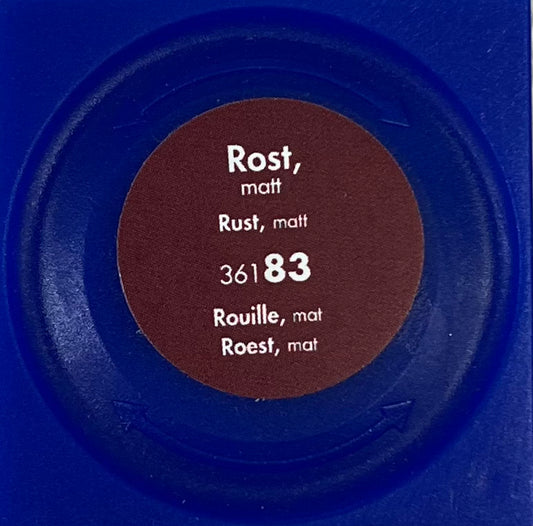 Rost,
matt
Rust, matt
36183
Rouille, mat
Roest, mat